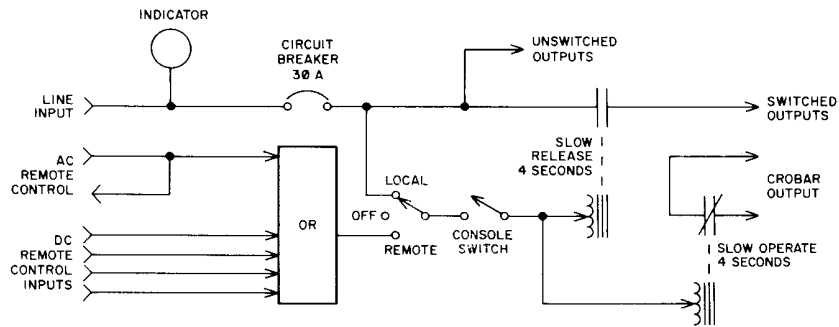 INDICATOR
CIRCUIT
BREAKER
30 A
UNSWITCHED
OUTPUTS
LINE
INPUT
SWITCHED
OUTPUTS
SLOW
RELEASE
4 SECONDS
AC
REMOTE
CONTROL
CROBAR
OUTPUT
OR
LOCAL
OFF
REMOTE
CONSOLE
SWITCH
DC
REMOTE
CONTROL
INPUTS
SLOW OPERATE
4 SECONDS